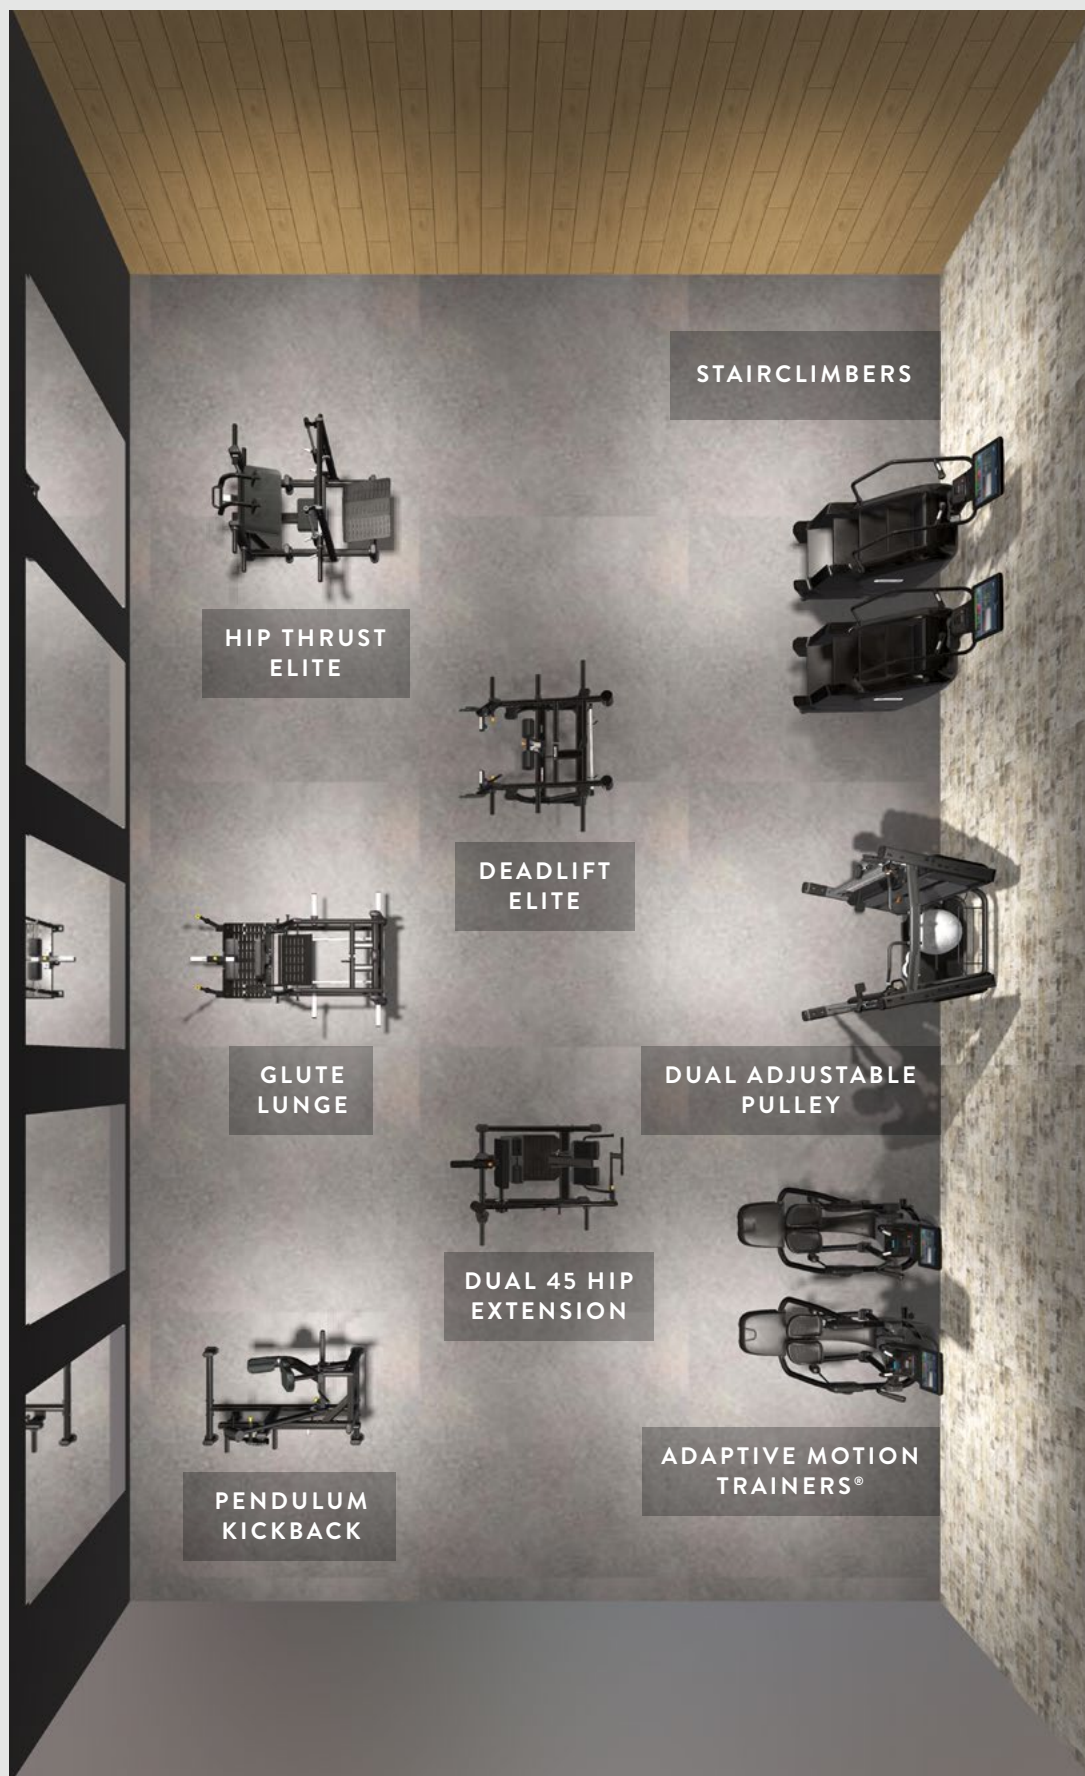 STAIRCLIMBERS
HIP THRUST
ELITE
DEADLIFT
ELITE
GLUTE
LUNGE
DUAL ADJUSTABLE
PULLEY
DUAL 45 HIP
EXTENSION
ADAPTIVE MOTION
TRAINERS®
PENDULUM
KICKBACK